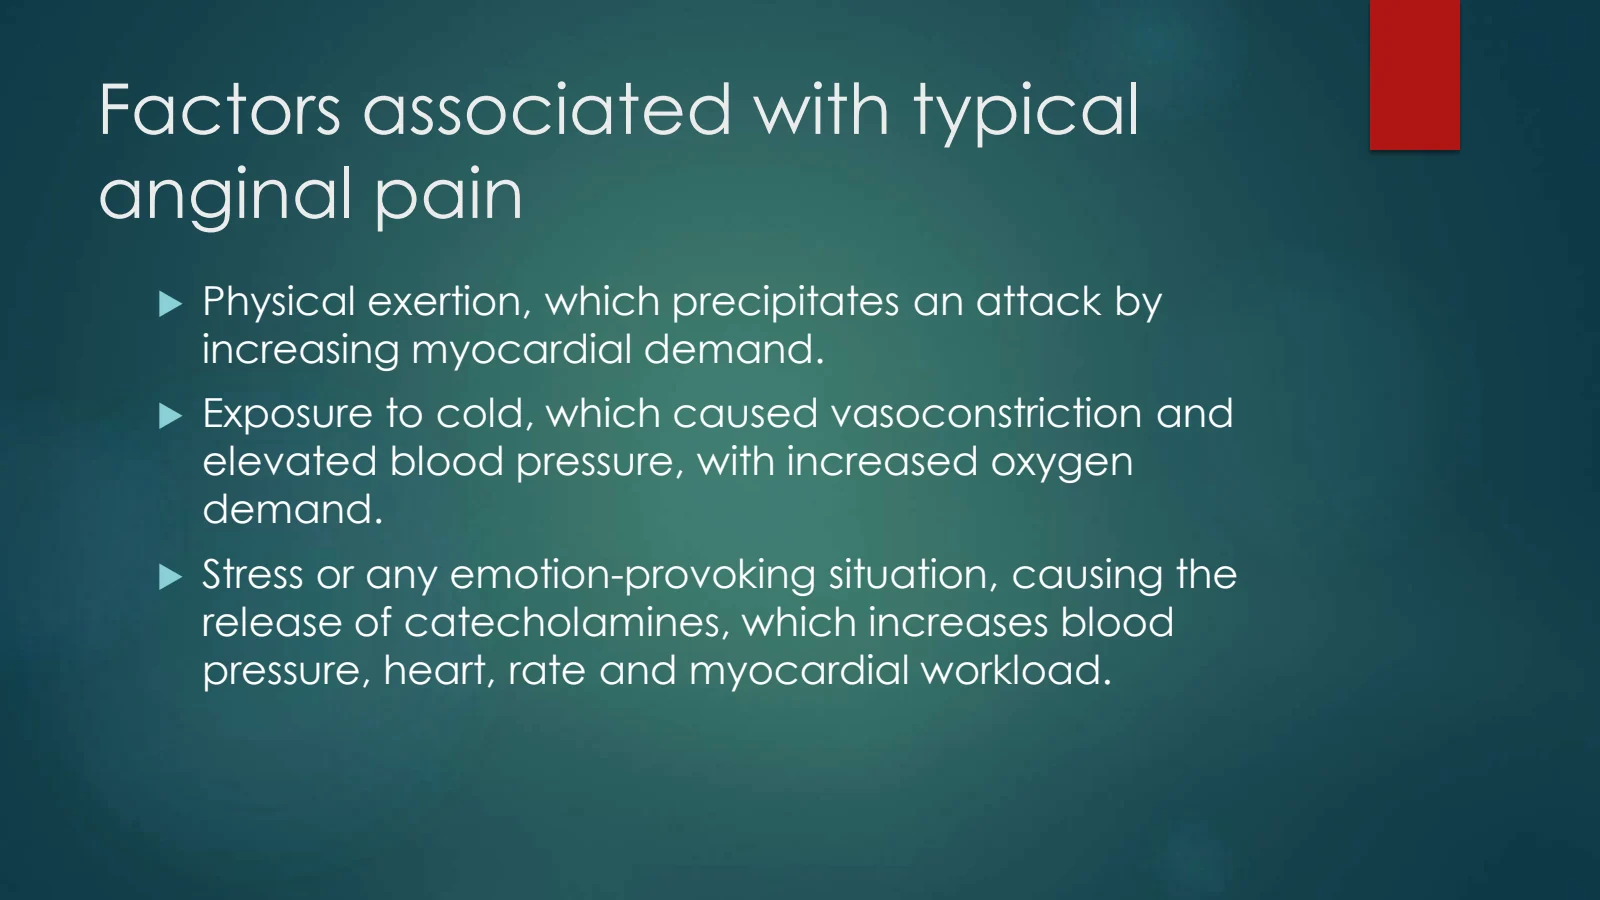 Factors associated with typical
anginal pain
Physical exertion, which precipitates an attack by
increasing myocardial demand.
Exposure to cold, which caused vasoconstriction and
elevated blood pressure, with increased oxygen
demand.
Stress or any emotion-provoking situation, causing the
release of catecholamines, which increases blood
pressure, heart, rate and myocardial workload.